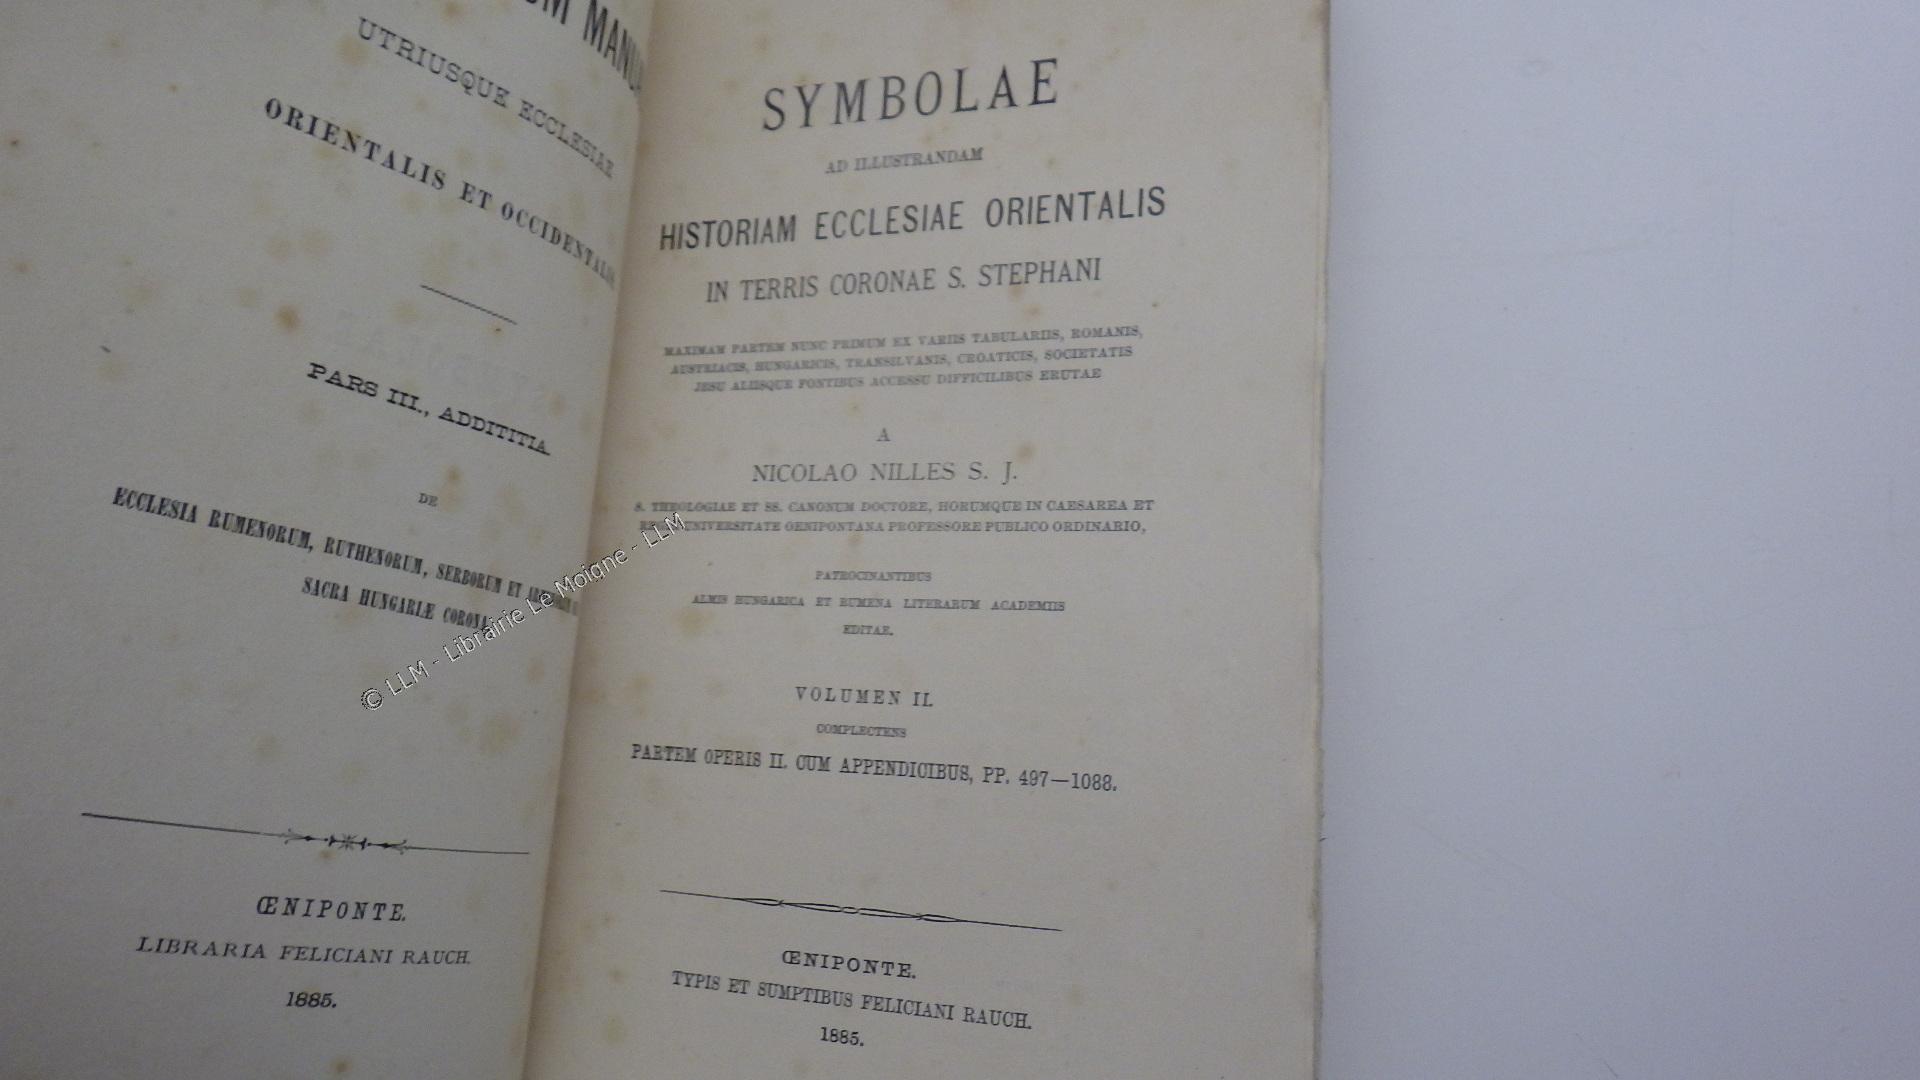 UTRIUSQUE ECCLESIAE
ORIENTALIS ET OCCIDENTALIS
PARS III., ADDITITIA
DE
ECCLESIA RUMENORUM, RUTHENORUM, SERBORUM ET
SACRA HUNGARIÆ CORONA
ŒNIPONTE.
LIBRARIA FELICIANI RAUCH.
1885.
SYMBOLAE
AD ILLUSTRANDAM
HISTORIAM ECCLESIAE ORIENTALIS
IN TERRIS CORONAE S. STEPHANI
MAXIMAM PARTEM NUNC PRIMUM EX VARIIS TABULARIIS, ROMANIS,
AUSTRIACIS, HUNGARICIS, TRANSILVANIS, CROATICIS, SOCIETATIS
JESU ALIISQUE FONTIBUS ACCESSU DIFFICILIBUS ERUTAE
A
NICOLAO NILLES S. J.
S. THEOLOGIAE ET SS. CANONUM DOCTORE, HORUMQUE IN CAESAREA ET
UNIVERSITATE OENIPONTANA PROFESSORE PUBLICO ORDINARIO,
PATROCINANTIBUS
ALMIS HUNGARICA ET RUMENA LITERARUM ACADEMIIS
EDITAE.
VOLUMEN II.
COMPLECTENS
PARTEM OPERIS II. CUM APPENDICIBUS, PP. 497—1088.
ŒNIPONTE.
TYPIS ET SUMPTIBUS FELICIANI RAUCH.
1885.
© LLM - Librairie Le Moigne - LLM